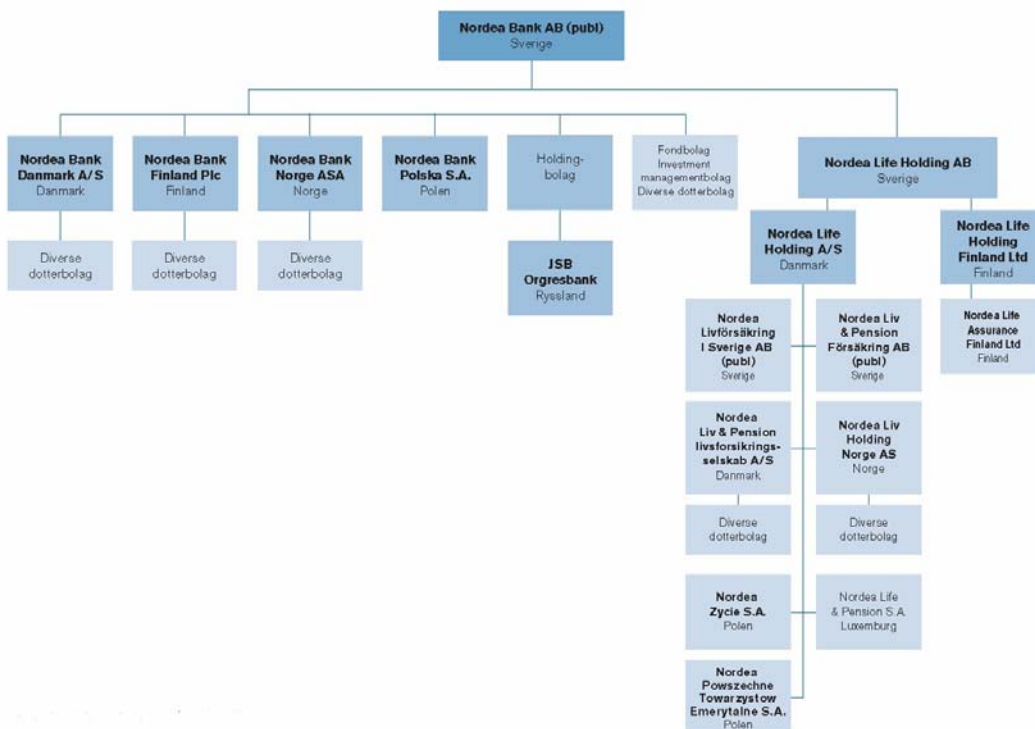 Nordea Bank AB (publ)
Sverige
Nordea Bank
Danmark A/S
Danmark
Nordea Bank
Finland Plc
Finland
Nordea Bank
Norge ASA
Norge
Nordea Bank
Polska S.A.
Polen
Holding-
bolag
Fondbolag
Investment
managementbolag
Diverse dotterbolag
Nordea Life Holding AB
Sverige
Diverse
dotterbolag
Diverse
dotterbolag
Diverse
dotterbolag
JSB
Orgresbank
Ryssland
Nordea Life
Holding A/S
Danmark
Nordea Life
Holding
Finland Ltd
Finland
Nordea
Livförsäkring
I Sverige AB
(publ)
Sverige
Nordea Liv
& Pension
Försäkring AB
(publ)
Sverige
Nordea Life
Assurance
Finland Ltd
Finland
Nordea
Liv & Pension
livsforsikrings-
selskab A/S
Danmark
Nordea Liv
Holding
Norge AS
Norge
Diverse
dotterbolag
Diverse
dotterbolag
Nordea
Zycie S.A.
Polen
Nordea Life
& Pension S.A.
Luxemburg
Nordea
Powszechne
Towarzystow
Emerytalne S.A.
Polen